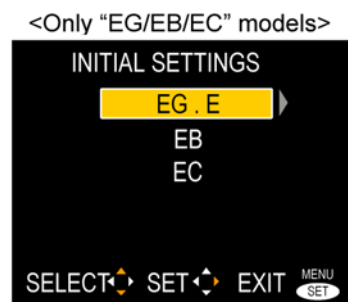 <Only “EG/EB/EC” models>
INITIAL SETTINGS
EG . E
EB
EC
SELECT SET EXIT MENU
SET